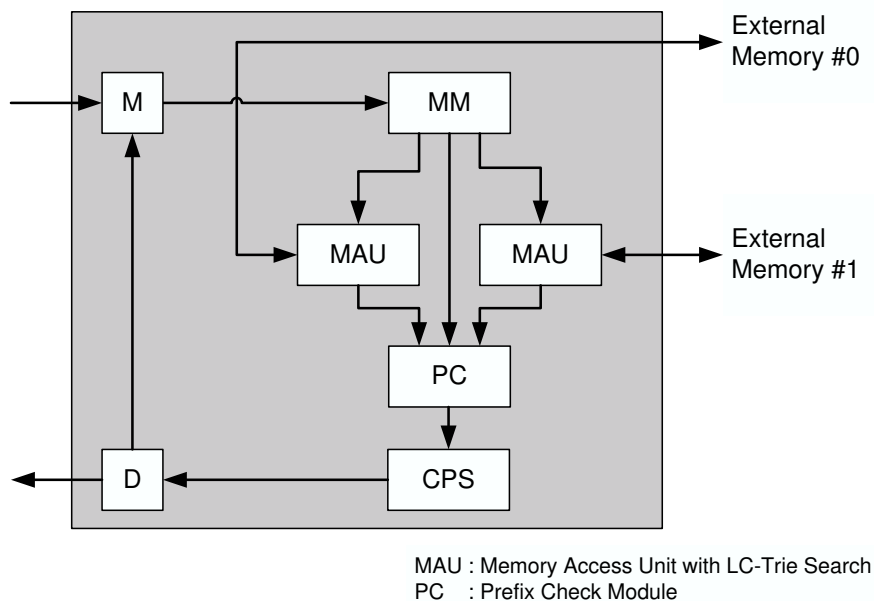 External
Memory #0
M
MM
MAU
MAU
External
Memory #1
PC
D
CPS
MAU : Memory Access Unit with LC-Trie Search
PC : Prefix Check Module